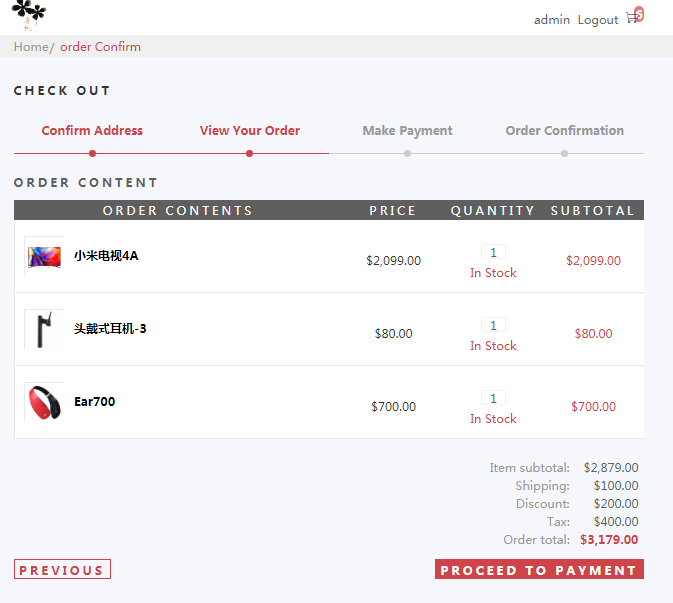 admin Logout 5
Home/ order Confirm
CHECK OUT
Confirm Address View Your Order Make Payment Order Confirmation
ORDER CONTENT
ORDER CONTENTS PRICE QUANTITY SUBTOTAL
小米电视4A $2,099.00 1 $2,099.00
In Stock
头戴式耳机-3 $80.00 1 $80.00
In Stock
Ear700 $700.00 1 $700.00
In Stock
Item subtotal: $2,879.00
Shipping: $100.00
Discount: $200.00
Tax: $400.00
Order total: $3,179.00
PREVIOUS PROCEED TO PAYMENT